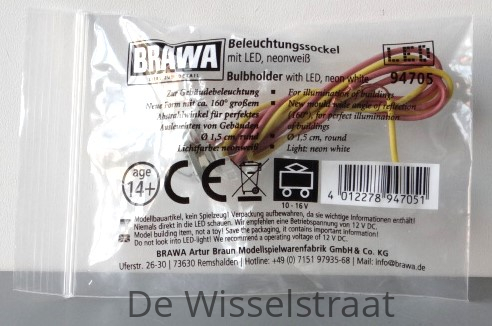 BRAWA
Beleuchtungssockel
mit LED, neonweiß
Bulbholder with LED, neon white
LED
94705
Zur Gebäudebeleuchtung
Neue Form mit ca. 160° großem
Abstrahlwinkel für perfektes
Ausleuchten von Gebäuden
Ø 1,5 cm, round
Lichtfarbe: neonweiß
For illumination of buildings
New mould wide angle of reflection
(160°), for perfect illumination
of buildings
Ø 1,5 cm, round
Light: neon white
age
14+
CE
10 - 16 V
4 012278 947051
Modellbauartikel, kein Spielzeug! Verpackung aufbewahren, da sie wichtige Informationen enthält!
Niemals direkt in die LED schauen. Wir empfehlen eine Betriebsspannung von 12 V DC.
Model building item, not a toy! Save the packaging, it contains important information!
Do not look into LED-light! We recommend a operating voltage of 12 V DC.
BRAWA Artur Braun Modellspielwarenfabrik GmbH & Co. KG
Uferstr. 26-30 | 73630 Remshalden | Hotline: +49 (0) 7151 97935-68 | Mail: info@brawa.de
De Wisselstraat